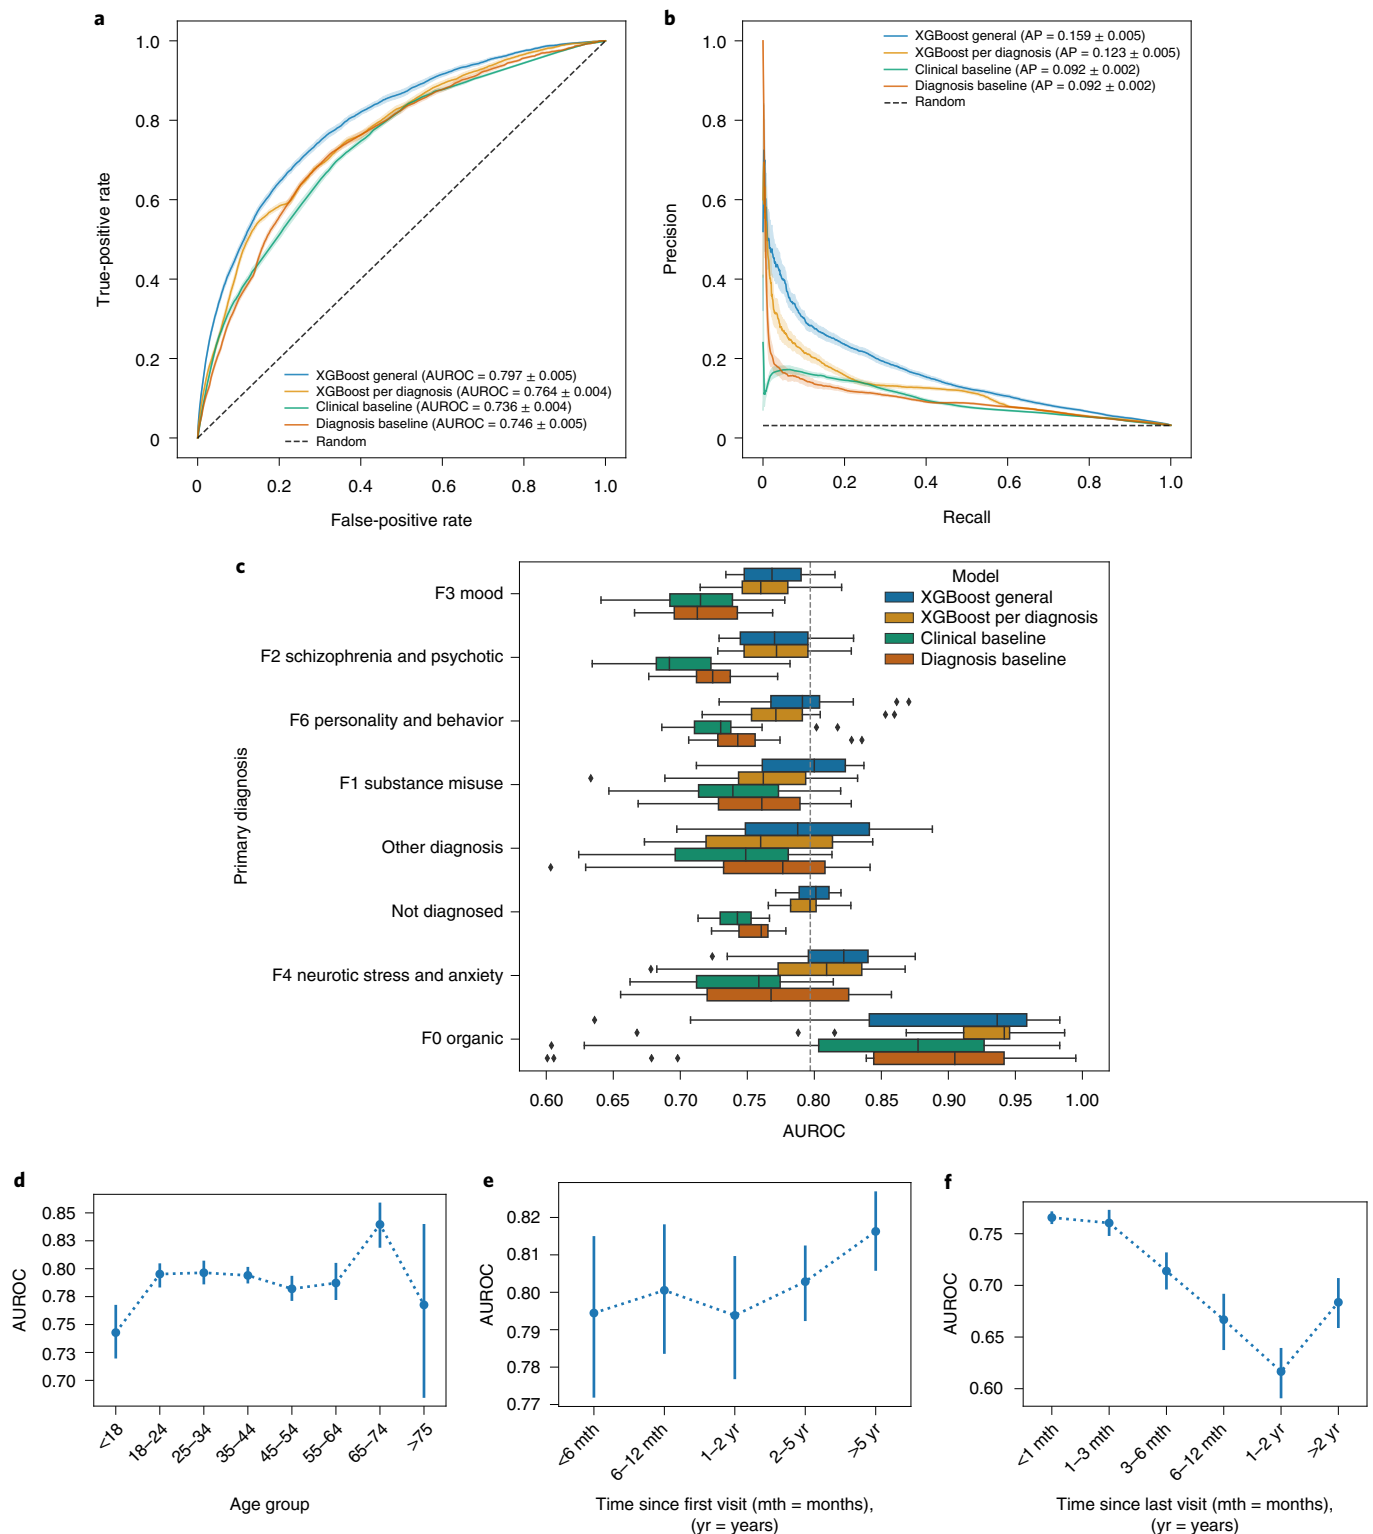 a
1.0
0.8
0.6
0.4
0.2
0
True-positive rate
XGBoost general (AUROC = 0.797 ± 0.005)
XGBoost per diagnosis (AUROC = 0.764 ± 0.004)
Clinical baseline (AUROC = 0.736 ± 0.004)
Diagnosis baseline (AUROC = 0.746 ± 0.005)
Random
0 0.2 0.4 0.6 0.8 1.0
False-positive rate
b
1.0
0.8
0.6
0.4
0.2
0
Precision
XGBoost general (AP = 0.159 ± 0.005)
XGBoost per diagnosis (AP = 0.123 ± 0.005)
Clinical baseline (AP = 0.092 ± 0.002)
Diagnosis baseline (AP = 0.092 ± 0.002)
Random
0 0.2 0.4 0.6 0.8 1.0
Recall
c
Primary diagnosis
F3 mood
F2 schizophrenia and psychotic
F6 personality and behavior
F1 substance misuse
Other diagnosis
Not diagnosed
F4 neurotic stress and anxiety
F0 organic
Model
XGBoost general
XGBoost per diagnosis
Clinical baseline
Diagnosis baseline
0.60 0.65 0.70 0.75 0.80 0.85 0.90 0.95 1.00
AUROC
d
0.85
0.83
0.80
0.78
0.75
0.73
0.70
AUROC
<18 18–24 25–34 35–44 45–54 55–64 65–74 >75
Age group
e
0.82
0.81
0.80
0.79
0.78
0.77
AUROC
<6 mth 6–12 mth 1–2 yr 2–5 yr >5 yr
Time since first visit (mth = months),
(yr = years)
f
0.75
0.70
0.65
0.60
AUROC
<1 mth 1–3 mth 3–6 mth 6–12 mth 1–2 yr >2 yr
Time since last visit (mth = months),
(yr = years)